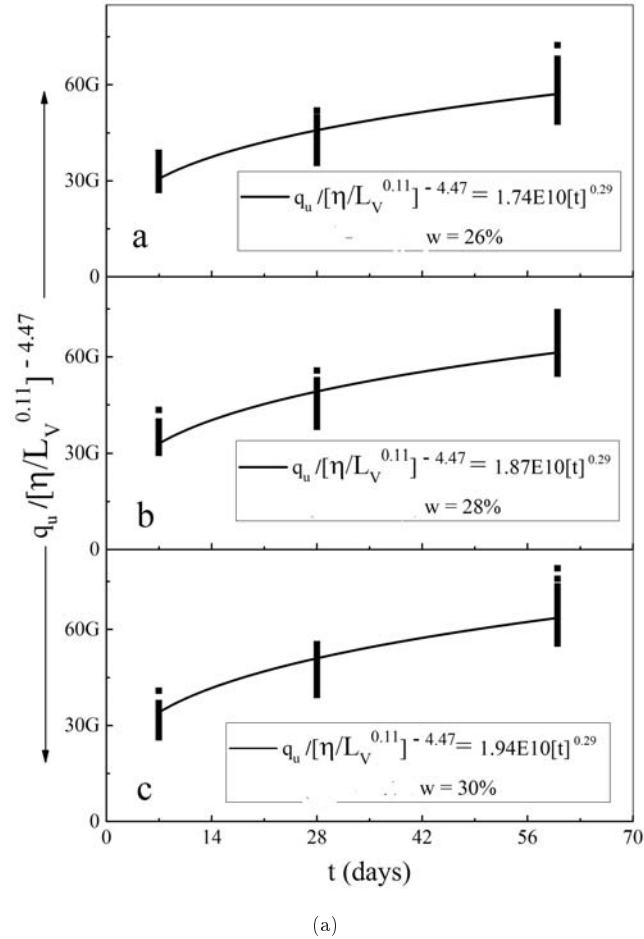 60G
30G
0
a
q_u/[η/L_V^0.11]^-4.47 = 1.74E10[t]^0.29
w = 26%
60G
30G
0
b
q_u/[η/L_V^0.11]^-4.47 = 1.87E10[t]^0.29
w = 28%
q_u/[η/L_V^0.11]^-4.47
60G
30G
0
c
q_u/[η/L_V^0.11]^-4.47 = 1.94E10[t]^0.29
w = 30%
0 14 28 42 56 70
t (days)
(a)